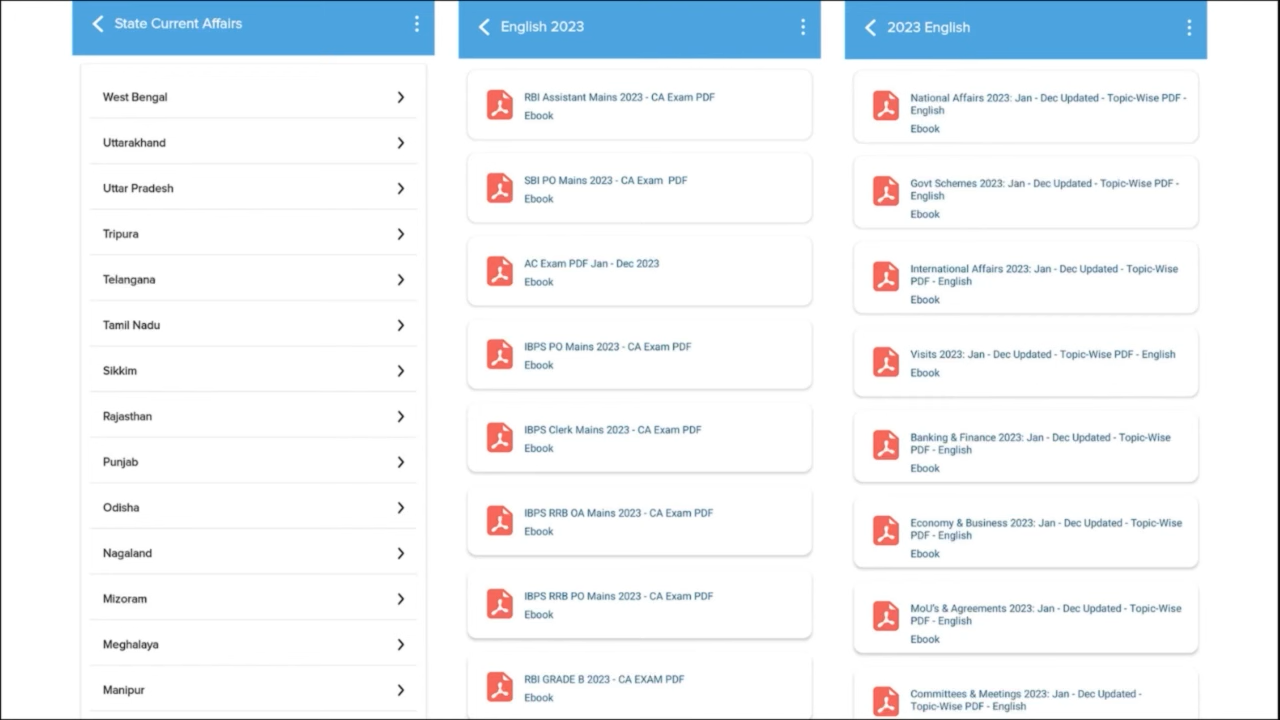 State Current Affairs
West Bengal
Uttarakhand
Uttar Pradesh
Tripura
Telangana
Tamil Nadu
Sikkim
Rajasthan
Punjab
Odisha
Nagaland
Mizoram
Meghalaya
Manipur
English 2023
RBI Assistant Mains 2023 - CA Exam PDF
Ebook
SBI PO Mains 2023 - CA Exam PDF
Ebook
AC Exam PDF Jan - Dec 2023
Ebook
IBPS PO Mains 2023 - CA Exam PDF
Ebook
IBPS Clerk Mains 2023 - CA Exam PDF
Ebook
IBPS RRB OA Mains 2023 - CA Exam PDF
Ebook
IBPS RRB PO Mains 2023 - CA Exam PDF
Ebook
RBI GRADE B 2023 - CA EXAM PDF
Ebook
2023 English
National Affairs 2023: Jan - Dec Updated - Topic-Wise PDF -
English
Ebook
Govt Schemes 2023: Jan - Dec Updated - Topic-Wise PDF -
English
Ebook
International Affairs 2023: Jan - Dec Updated - Topic-Wise
PDF - English
Ebook
Visits 2023: Jan - Dec Updated - Topic-Wise PDF - English
Ebook
Banking & Finance 2023: Jan - Dec Updated - Topic-Wise
PDF - English
Ebook
Economy & Business 2023: Jan - Dec Updated - Topic-Wise
PDF - English
Ebook
MoU's & Agreements 2023: Jan - Dec Updated - Topic-Wise
PDF - English
Ebook
Committees & Meetings 2023: Jan - Dec Updated -
Topic-Wise PDF - English